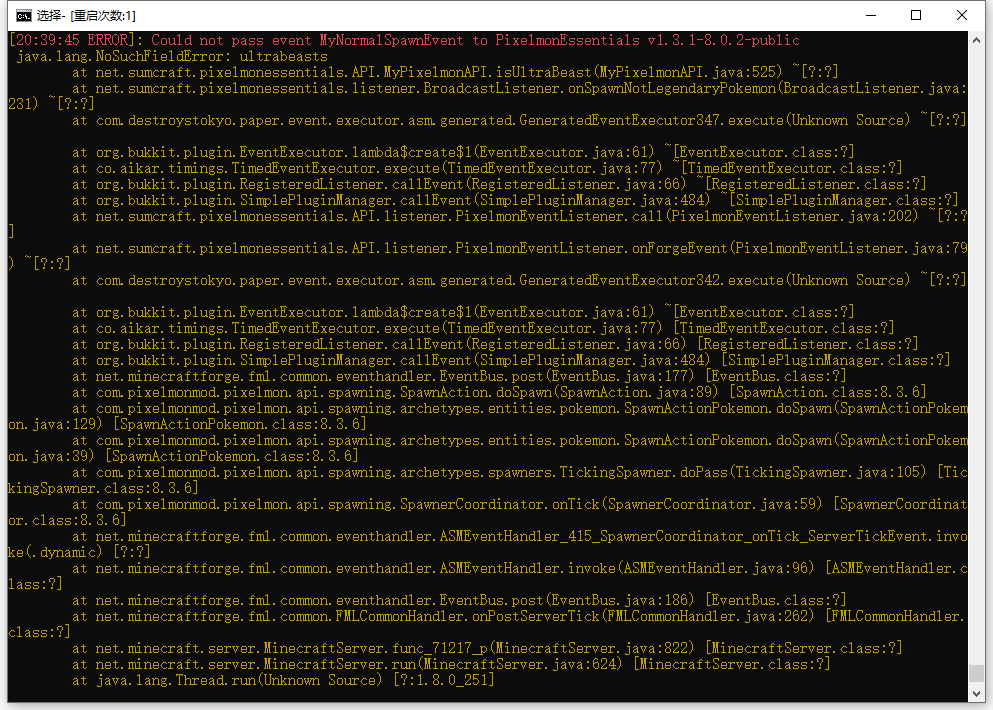 选择- [重启次数:1]
[20:39:45 ERROR]: Could not pass event MyNormalSpawnEvent to PixelmonEssentials v1.3.1-8.0.2-public
java.lang.NoSuchFieldError: ultrabeasts
at net.sumcraft.pixelmonessentials.API.MyPixelmonAPI.isUltraBeast(MyPixelmonAPI.java:525) ~[?:?]
at net.sumcraft.pixelmonessentials.listener.BroadcastListener.onSpawnNotLegendaryPokemon(BroadcastListener.java:
231) ~[?:?]
at com.destroystokyo.paper.event.executor.asm.generated.GeneratedEventExecutor347.execute(Unknown Source) ~[?:?]
at org.bukkit.plugin.EventExecutor.lambda$create$1(EventExecutor.java:61) ~[EventExecutor.class:?]
at co.aikar.timings.TimedEventExecutor.execute(TimedEventExecutor.java:77) ~[TimedEventExecutor.class:?]
at org.bukkit.plugin.RegisteredListener.callEvent(RegisteredListener.java:66) ~[RegisteredListener.class:?]
at org.bukkit.plugin.SimplePluginManager.callEvent(SimplePluginManager.java:484) ~[SimplePluginManager.class:?]
at net.sumcraft.pixelmonessentials.API.listener.PixelmonEventListener.call(PixelmonEventListener.java:202) ~[?:?
]
at net.sumcraft.pixelmonessentials.API.listener.PixelmonEventListener.onForgeEvent(PixelmonEventListener.java:79
) ~[?:?]
at com.destroystokyo.paper.event.executor.asm.generated.GeneratedEventExecutor342.execute(Unknown Source) ~[?:?]
at org.bukkit.plugin.EventExecutor.lambda$create$1(EventExecutor.java:61) ~[EventExecutor.class:?]
at co.aikar.timings.TimedEventExecutor.execute(TimedEventExecutor.java:77) [TimedEventExecutor.class:?]
at org.bukkit.plugin.RegisteredListener.callEvent(RegisteredListener.java:66) [RegisteredListener.class:?]
at org.bukkit.plugin.SimplePluginManager.callEvent(SimplePluginManager.java:484) [SimplePluginManager.class:?]
at net.minecraftforge.fml.common.eventhandler.EventBus.post(EventBus.java:177) [EventBus.class:?]
at com.pixelmonmod.pixelmon.api.spawning.SpawnAction.doSpawn(SpawnAction.java:89) [SpawnAction.class:8.3.6]
at com.pixelmonmod.pixelmon.api.spawning.archetypes.entities.pokemon.SpawnActionPokemon.doSpawn(SpawnActionPokem
on.java:129) [SpawnActionPokemon.class:8.3.6]
at com.pixelmonmod.pixelmon.api.spawning.archetypes.entities.pokemon.SpawnActionPokemon.doSpawn(SpawnActionPokem
on.java:39) [SpawnActionPokemon.class:8.3.6]
at com.pixelmonmod.pixelmon.api.spawning.archetypes.spawners.TickingSpawner.doPass(TickingSpawner.java:105) [Tic
kingSpawner.class:8.3.6]
at com.pixelmonmod.pixelmon.api.spawning.SpawnerCoordinator.onTick(SpawnerCoordinator.java:59) [SpawnerCoordinat
or.class:8.3.6]
at net.minecraftforge.fml.common.eventhandler.ASMEventHandler_415_SpawnerCoordinator_onTick_ServerTickEvent.invo
ke(.dynamic) [?:?]
at net.minecraftforge.fml.common.eventhandler.ASMEventHandler.invoke(ASMEventHandler.java:96) [ASMEventHandler.c
lass:?]
at net.minecraftforge.fml.common.eventhandler.EventBus.post(EventBus.java:186) [EventBus.class:?]
at net.minecraftforge.fml.common.FMLCommonHandler.onPostServerTick(FMLCommonHandler.java:262) [FMLCommonHandler.
class:?]
at net.minecraft.server.MinecraftServer.func_71217_p(MinecraftServer.java:822) [MinecraftServer.class:?]
at net.minecraft.server.MinecraftServer.run(MinecraftServer.java:624) [MinecraftServer.class:?]
at java.lang.Thread.run(Unknown Source) [?:1.8.0_251]